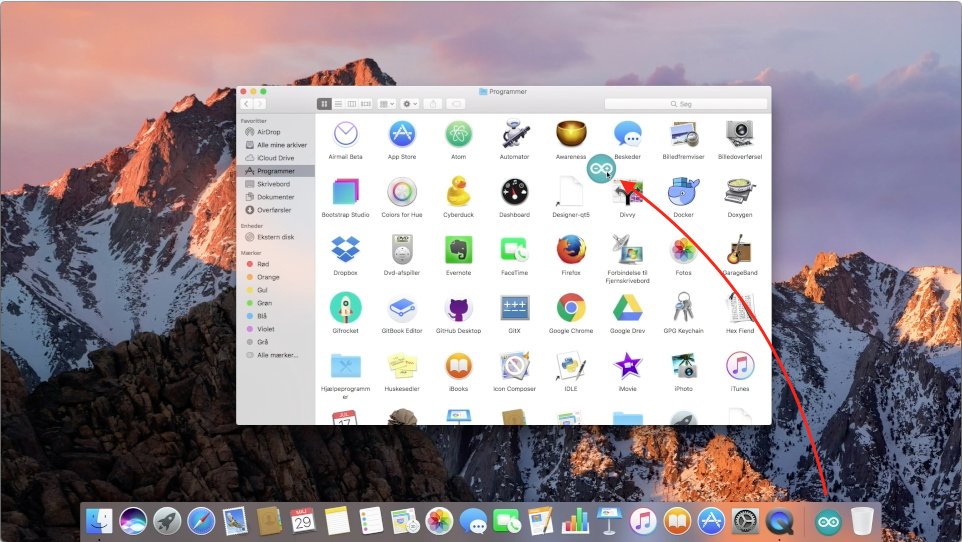 Programmer
Søg
Favoritter
AirDrop
Alle mine arkiver
iCloud Drive
Programmer
Skrivebord
Dokumenter
Overførsler
Enheder
Ekstern disk
Mærker
Rød
Orange
Gul
Grøn
Blå
Violet
Grå
Alle mærker...
Airmail Beta
App Store
Atom
Automator
Awareness
Beskeder
Billedfremviser
Billedoverførsel
Bootstrap Studio
Colors for Hue
Cyberduck
Dashboard
Designer-qt5
Divvy
Docker
Doxygen
Dropbox
DVD
Dvd-afspiller
Evernote
FaceTime
Firefox
Forbindelse til
Fjernskrivebord
Fotos
GarageBand
Gifrocket
GitBook Editor
GitHub Desktop
GitX
Google Chrome
Google Drev
GPG Keychain
Hex Fiend
Hjælpeprogramm
er
Huskesedler
iBooks
Icon Composer
IDLE
iMovie
iPhoto
iTunes
JUL
17
MAJ
29